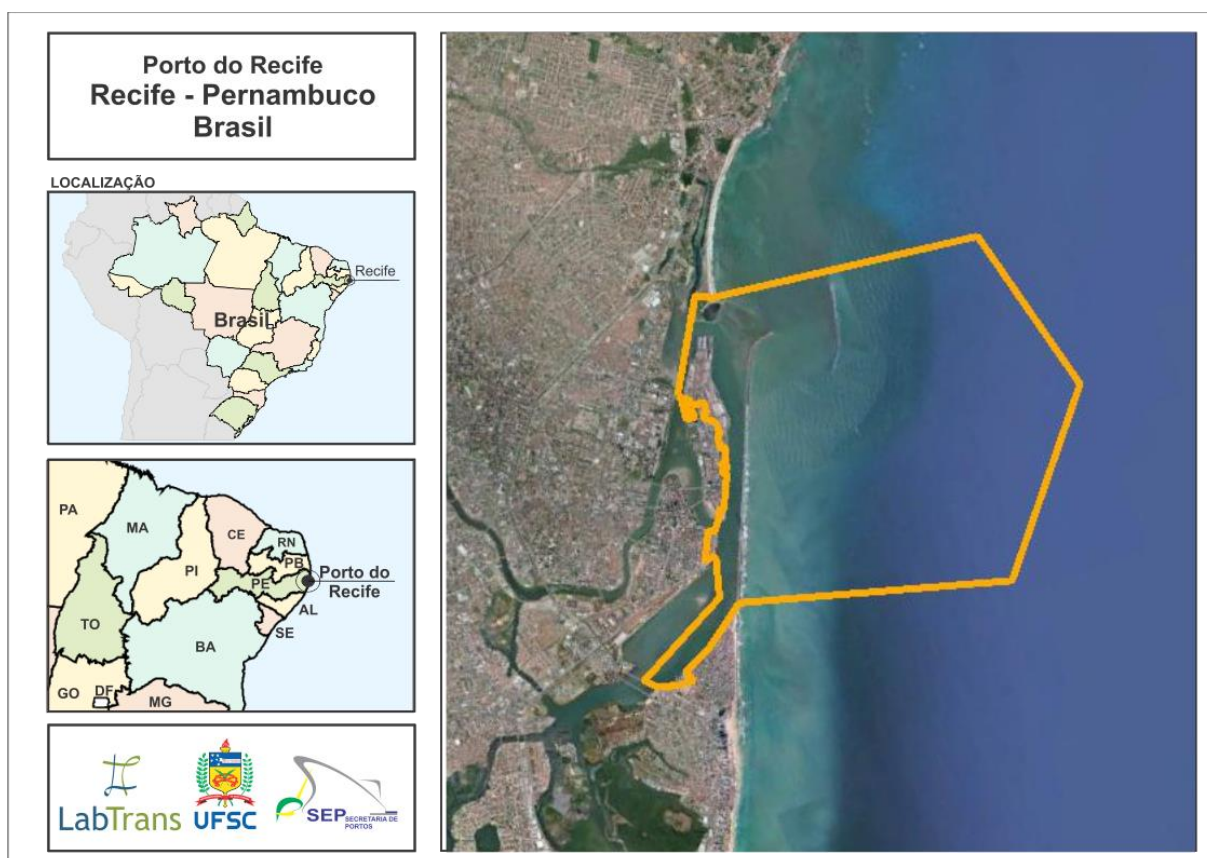 Porto do Recife
Recife - Pernambuco
Brasil
LOCALIZAÇÃO
Recife
Brasil
PA
MA
CE
RN
PB
PI
PE
Porto do
Recife
AL
TO
SE
BA
GO
DF
MG
LabTrans
UFSC
SEP SECRETARIA DE
PORTOS